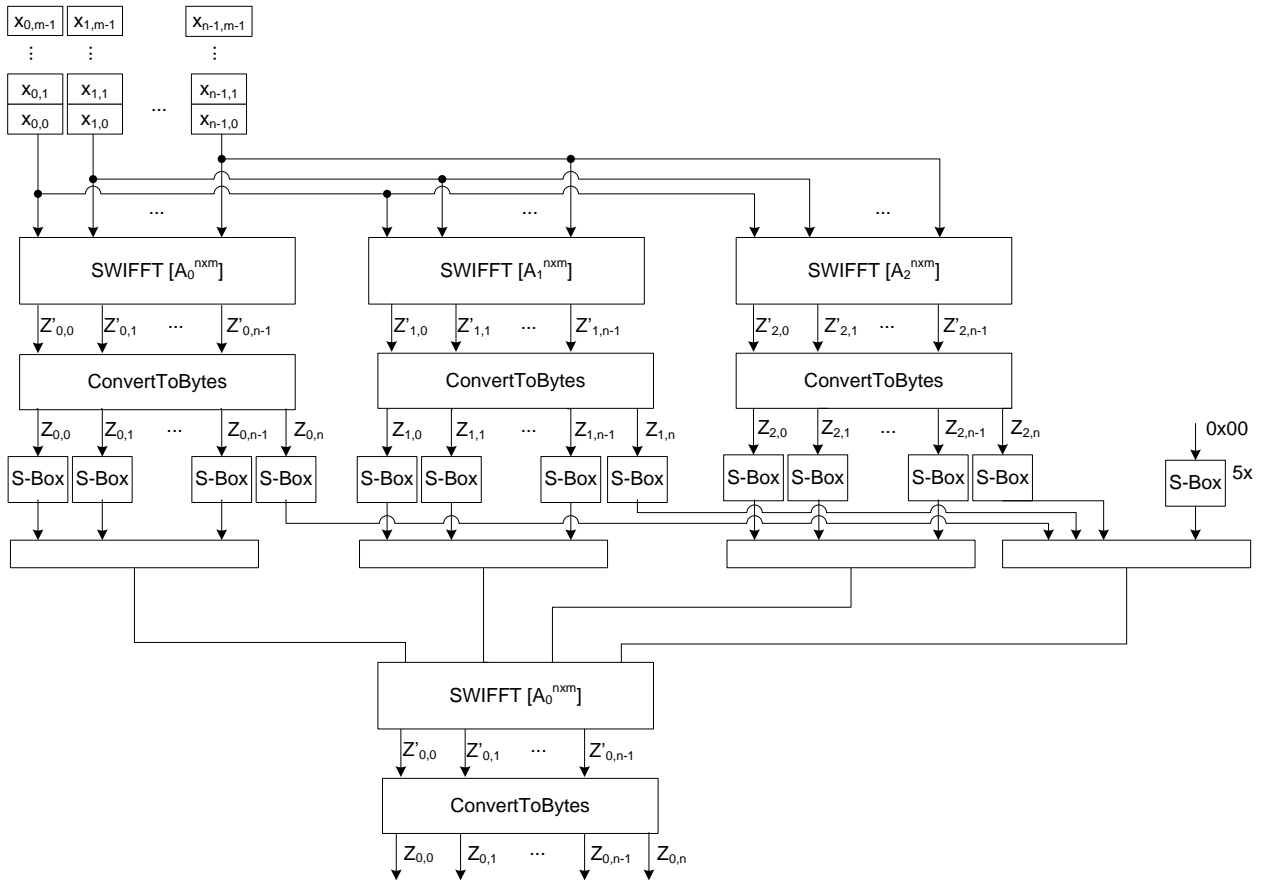 x0,m-1 x1,m-1 xn-1,m-1
⋮ ⋮ ⋮
x0,1 x1,1 xn-1,1
...
x0,0 x1,0 xn-1,0
... ... ...
SWIFFT [A0nxm] SWIFFT [A1nxm] SWIFFT [A2nxm]
Z'0,0 Z'0,1 ... Z'0,n-1 Z'1,0 Z'1,1 ... Z'1,n-1 Z'2,0 Z'2,1 ... Z'2,n-1
ConvertToBytes ConvertToBytes ConvertToBytes
Z0,0 Z0,1 ... Z0,n-1 Z0,n Z1,0 Z1,1 ... Z1,n-1 Z1,n Z2,0 Z2,1 ... Z2,n-1 Z2,n 0x00
S-Box S-Box S-Box S-Box S-Box S-Box S-Box S-Box S-Box S-Box S-Box S-Box S-Box 5x
SWIFFT [A0nxm]
Z'0,0 Z'0,1 ... Z'0,n-1
ConvertToBytes
Z0,0 Z0,1 ... Z0,n-1 Z0,n